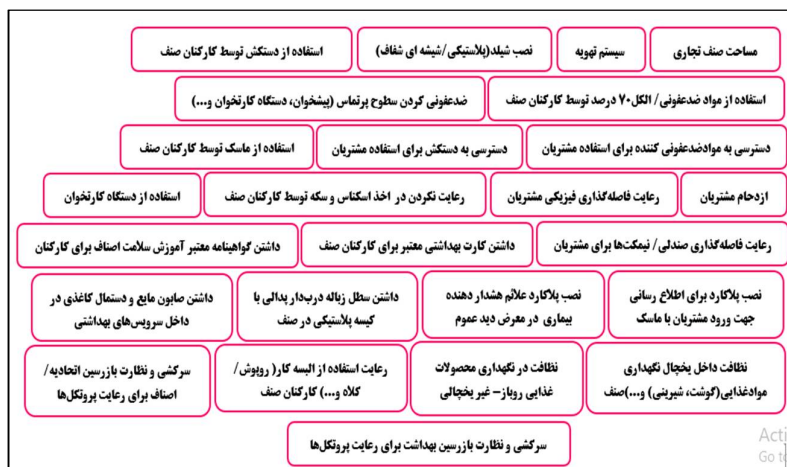 مساحت صنف تجاری
سیستم تهویه
نصب شیلد(پلاستیکی/شیشه ای شفاف)
استفاده از دستکش توسط کارکنان صنف
استفاده از مواد ضدعفونی/ الکل۷۰ درصد توسط کارکنان صنف
ضدعفونی کردن سطوح پرتماس (پیشخوان، دستگاه کارتخوان و...)
دسترسی به موادضدعفونی کننده برای استفاده مشتریان
دسترسی به دستکش برای استفاده مشتریان
استفاده از ماسک توسط کارکنان صنف
ازدحام مشتریان
رعایت فاصله‌گذاری فیزیکی مشتریان
رعایت نکردن در اخذ اسکناس و سکه توسط کارکنان صنف
استفاده از دستگاه کارتخوان
رعایت فاصله‌گذاری صندلی/ نیمکت‌ها برای مشتریان
داشتن کارت بهداشتی معتبر برای کارکنان صنف
داشتن گواهینامه معتبر آموزش سلامت اصناف برای کارکنان
نصب پلاکارد برای اطلاع رسانی
جهت ورود مشتریان با ماسک
نصب پلاکارد علائم هشدار دهنده
بیماری در معرض دید عموم
داشتن سطل زباله درب‌دار پدالی با
کیسه پلاستیکی در صنف
داشتن صابون مایع و دستمال کاغذی در
داخل سرویس‌های بهداشتی
نظافت داخل یخچال نگهداری
موادغذایی(گوشت، شیرینی) و...)صنف
نظافت در نگهداری محصولات
غذایی روباز– غیر یخچالی
رعایت استفاده از البسه کار( روپوش/
کلاه و...) کارکنان صنف
سرکشی و نظارت بازرسین اتحادیه/
اصناف برای رعایت پروتکل‌ها
سرکشی و نظارت بازرسین بهداشت برای رعایت پروتکل‌ها
Acti
Go t